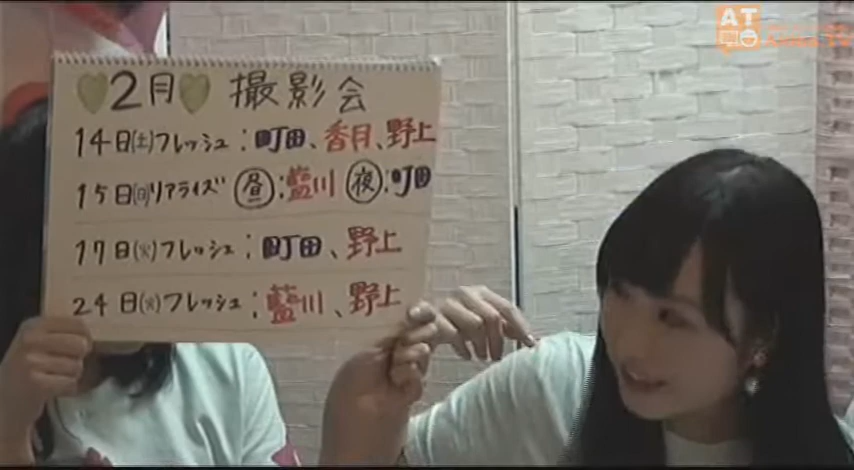 AT
♡2月♡ 撮影会
14日(土)フレッシュ:町田、香月、野上
15日(日)リアライズ (昼):藍川 (夜):町田
17日(火)フレッシュ:町田、野上
24日(火)フレッシュ:藍川、野上